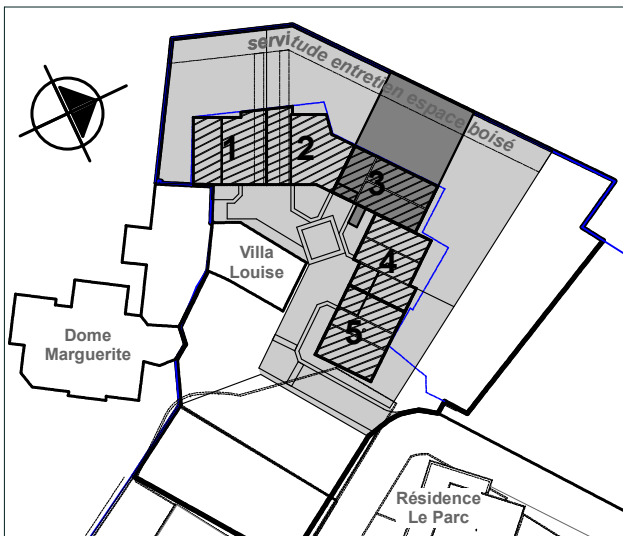 servitude entretien espace boisé
1
2
3
4
5
Villa
Louise
Dome
Marguerite
Résidence
Le Parc